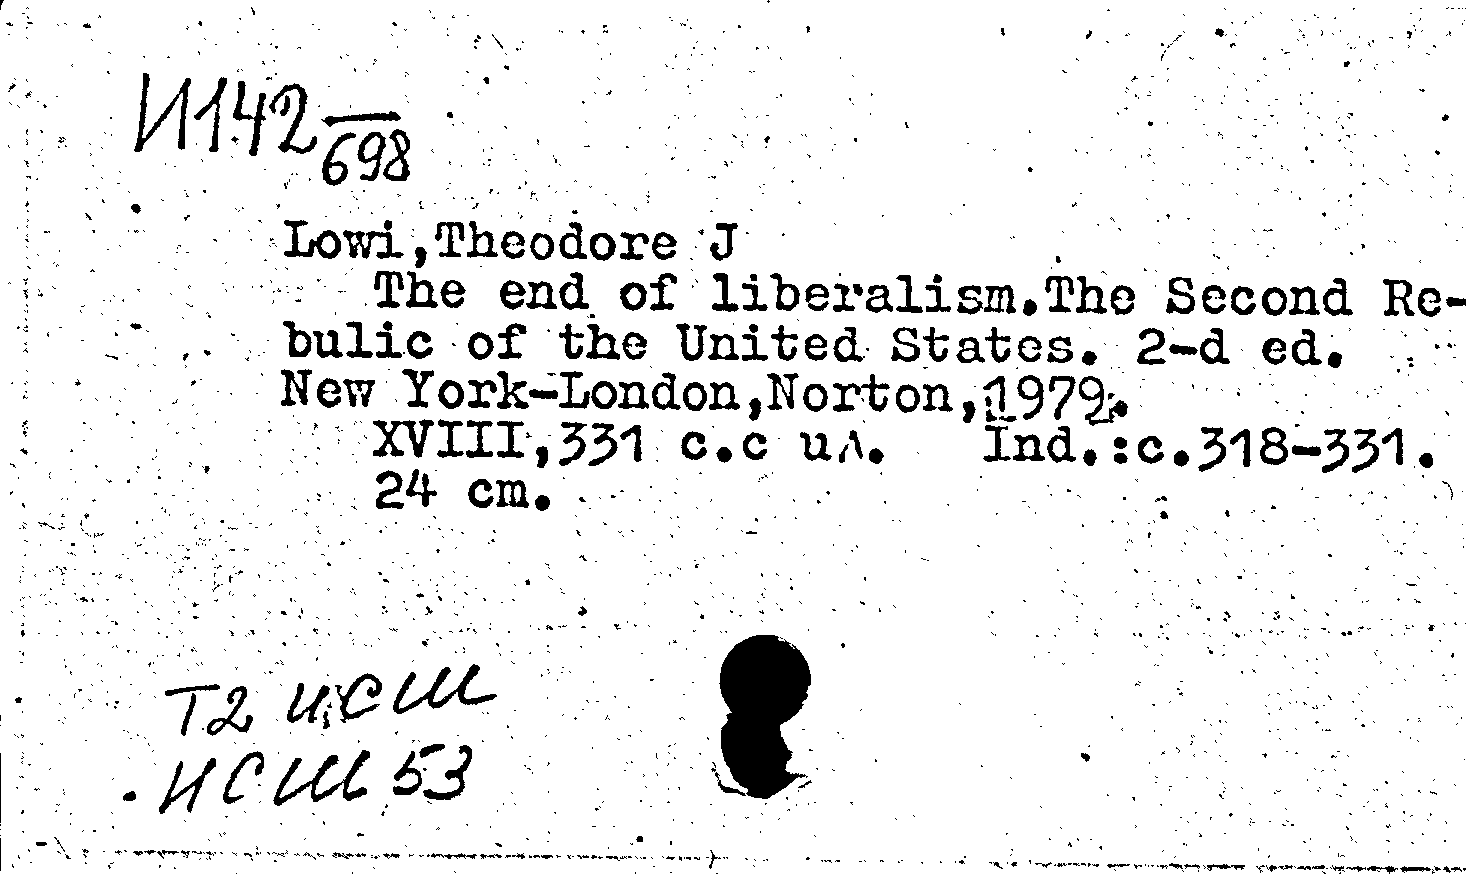 И142
698
Lowi,Theodore J
The end of liberalism.The Second Re-
bulic of the United States. 2-d ed.
New York-London,Norton,1979.
XVIII,331 c.c ил. Ind.:c.318-331.
24 cm.
Т2 ИСШ
ИСШ 53